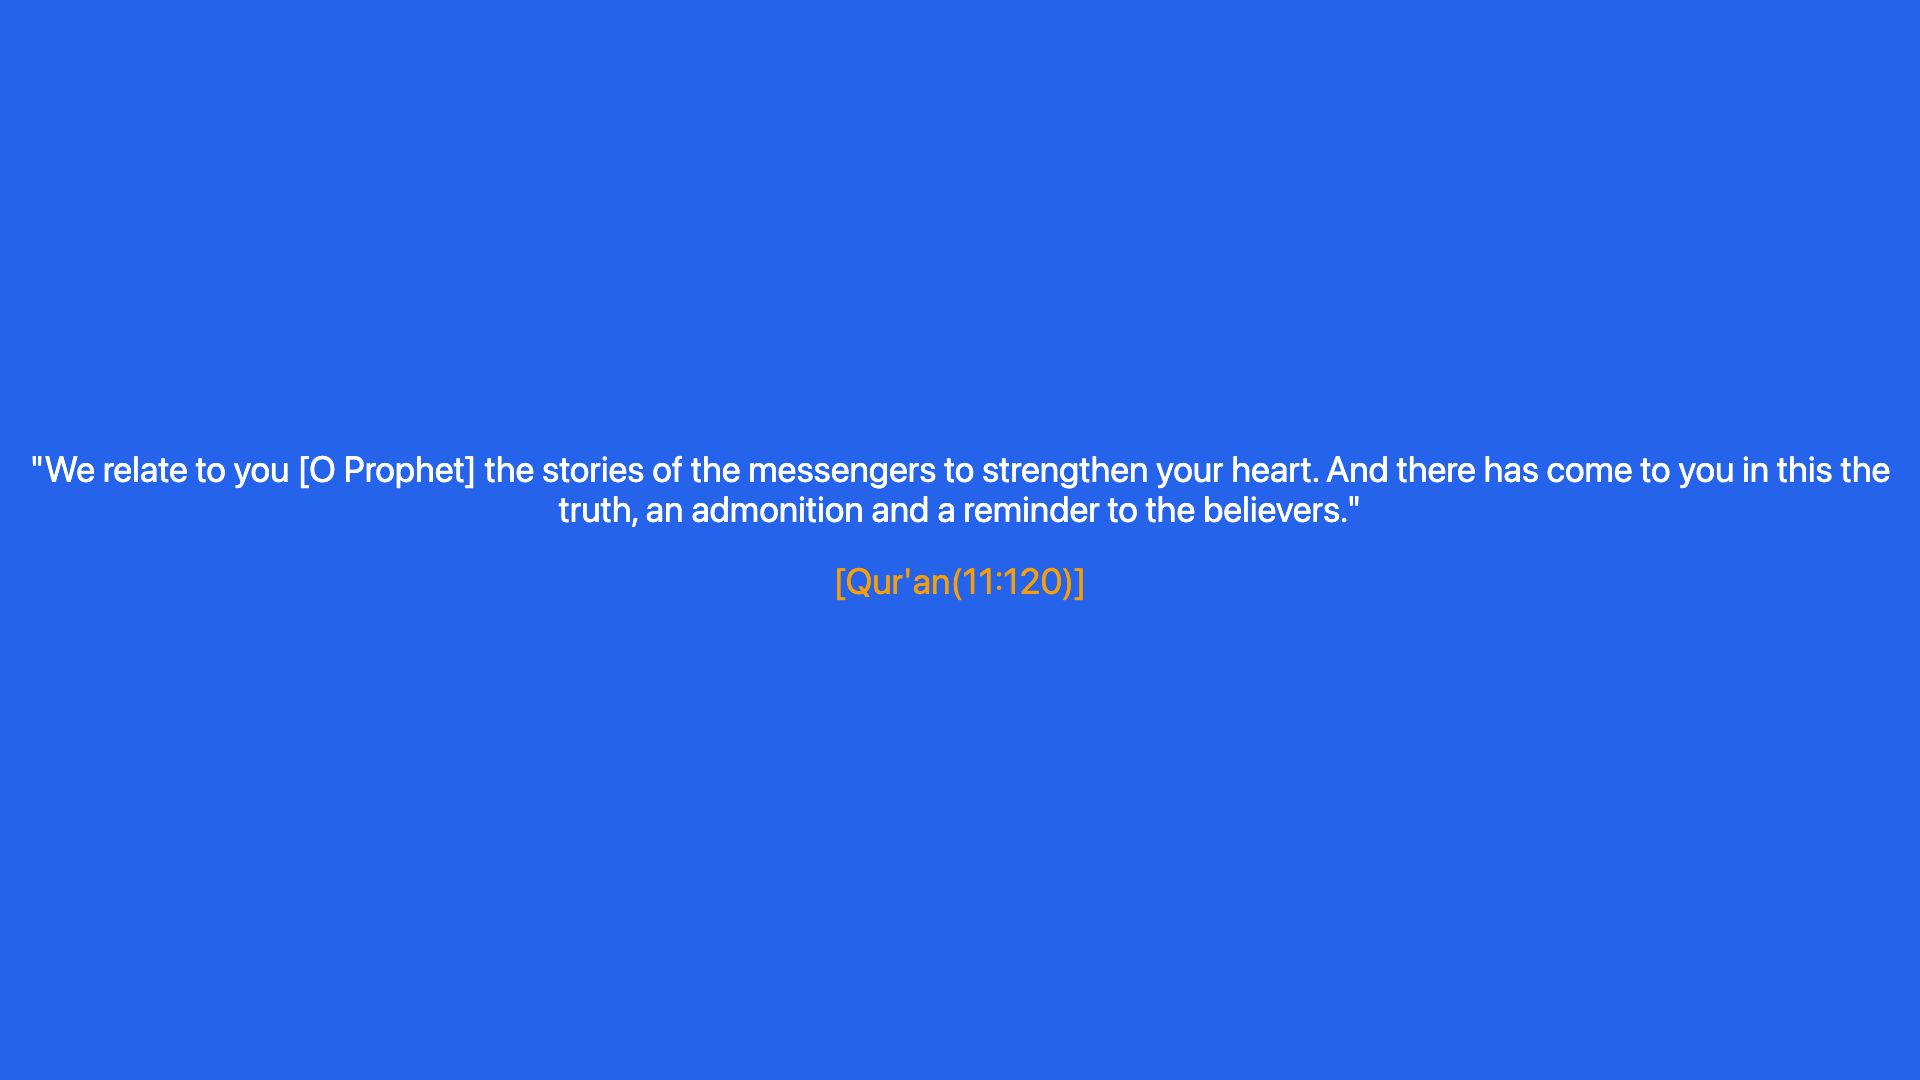 "We relate to you [O Prophet] the stories of the messengers to strengthen your heart. And there has come to you in this the
truth, an admonition and a reminder to the believers."
[Qur'an(11:120)]